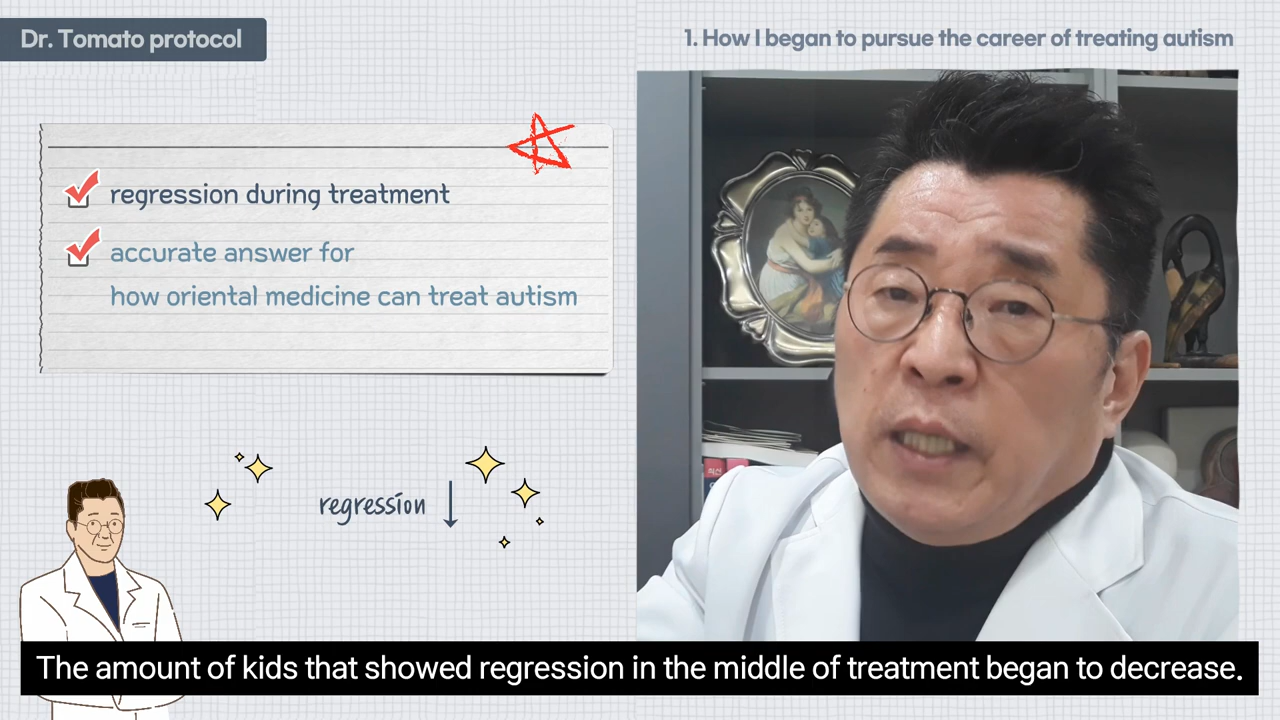 Dr. Tomato protocol
1. How I began to pursue the career of treating autism
regression during treatment
accurate answer for
how oriental medicine can treat autism
regression
최신
The amount of kids that showed regression in the middle of treatment began to decrease.